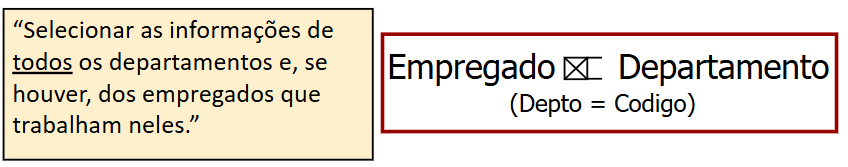 “Selecionar as informações de
todos os departamentos e, se
houver, dos empregados que
trabalham neles.”
Empregado ⟖ Departamento
(Depto = Codigo)